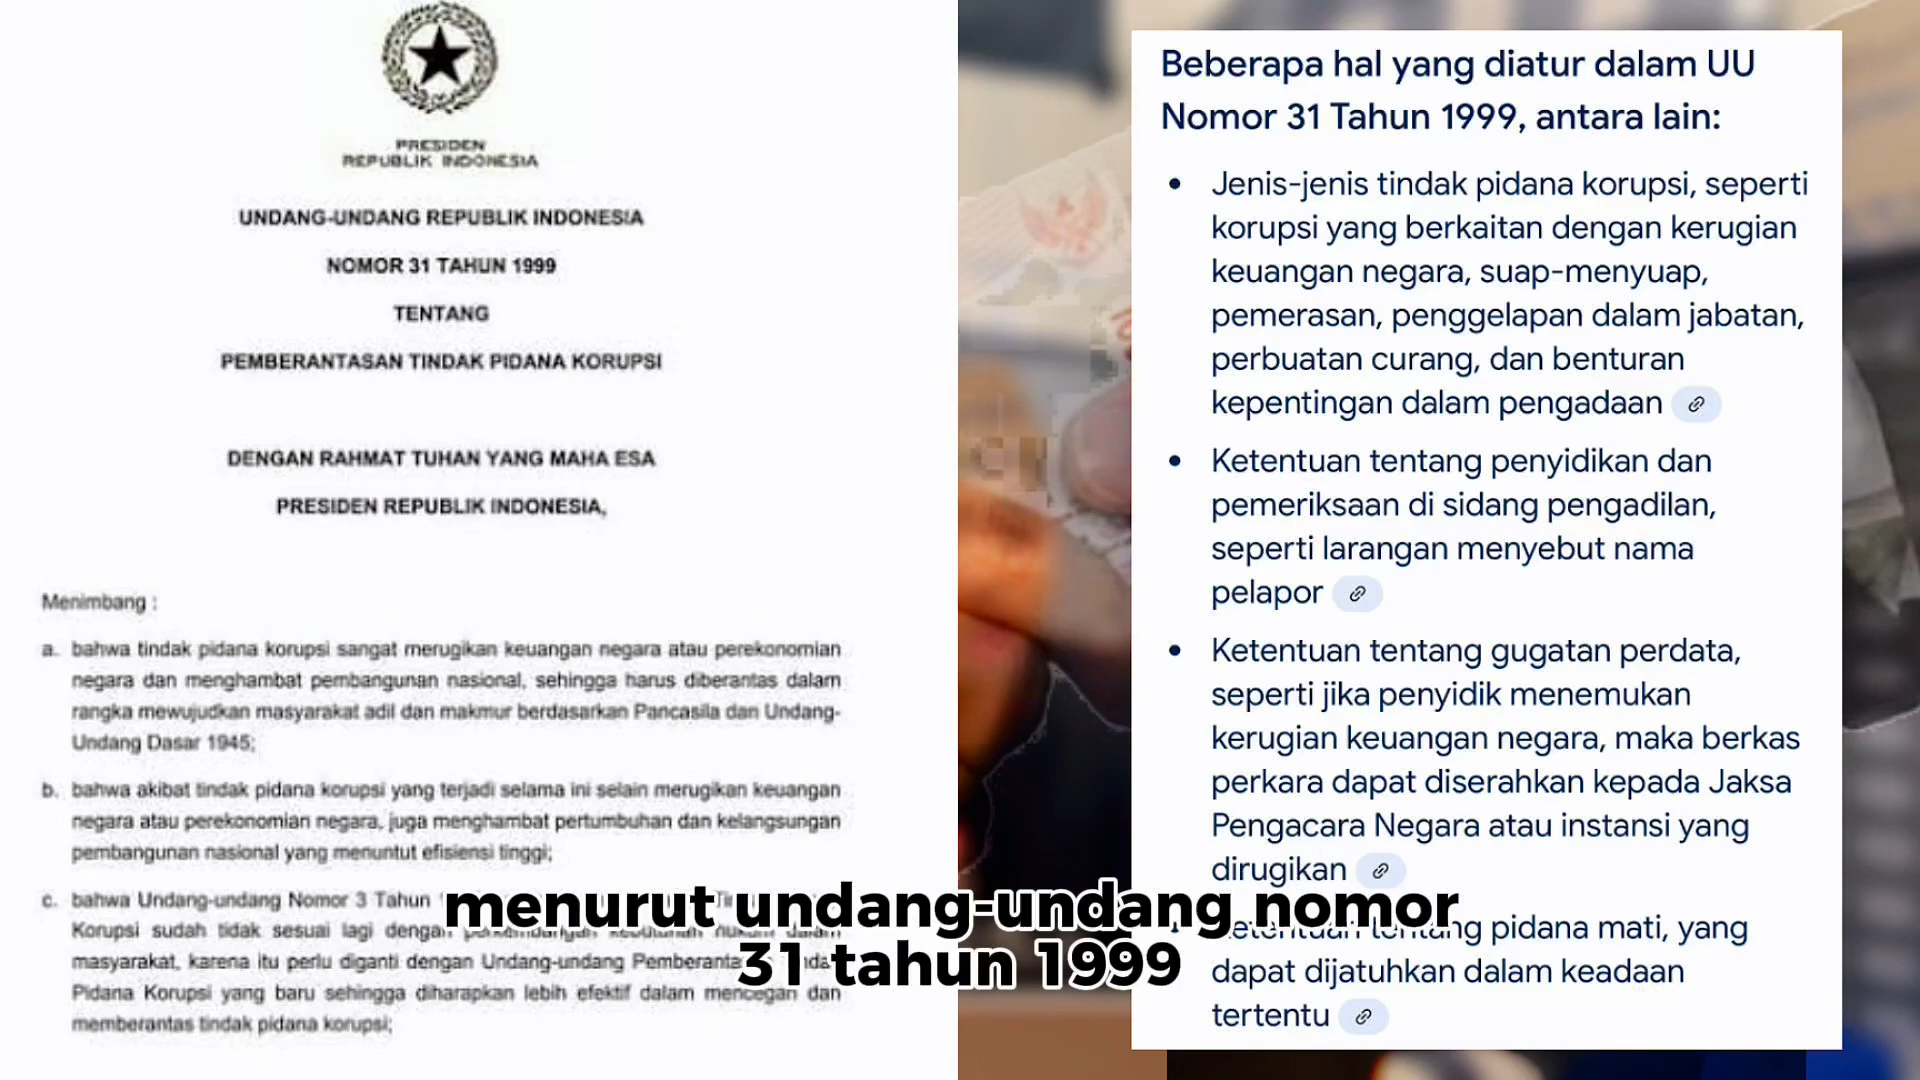 PRESIDEN
REPUBLIK INDONESIA
UNDANG-UNDANG REPUBLIK INDONESIA
NOMOR 31 TAHUN 1999
TENTANG
PEMBERANTASAN TINDAK PIDANA KORUPSI
DENGAN RAHMAT TUHAN YANG MAHA ESA
PRESIDEN REPUBLIK INDONESIA,
Menimbang :
a. bahwa tindak pidana korupsi sangat merugikan keuangan negara atau perekonomian
negara dan menghambat pembangunan nasional, sehingga harus diberantas dalam
rangka mewujudkan masyarakat adil dan makmur berdasarkan Pancasila dan Undang-
Undang Dasar 1945;
b. bahwa akibat tindak pidana korupsi yang terjadi selama ini selain merugikan keuangan
negara atau perekonomian negara, juga menghambat pertumbuhan dan kelangsungan
pembangunan nasional yang menuntut efisiensi tinggi;
c. bahwa Undang-undang Nomor 3 Tahun
Korupsi sudah tidak sesuai lagi dengan perkembangan kebutuhan hukum dalam
masyarakat, karena itu perlu diganti dengan Undang-undang
Pidana Korupsi yang baru sehingga diharapkan lebih efektif dalam mencegah dan
memberantas tindak pidana korupsi;
Beberapa hal yang diatur dalam UU
Nomor 31 Tahun 1999, antara lain:
• Jenis-jenis tindak pidana korupsi, seperti
korupsi yang berkaitan dengan kerugian
keuangan negara, suap-menyuap,
pemerasan, penggelapan dalam jabatan,
perbuatan curang, dan benturan
kepentingan dalam pengadaan
• Ketentuan tentang penyidikan dan
pemeriksaan di sidang pengadilan,
seperti larangan menyebut nama
pelapor
• Ketentuan tentang gugatan perdata,
seperti jika penyidik menemukan
kerugian keuangan negara, maka berkas
perkara dapat diserahkan kepada Jaksa
Pengacara Negara atau instansi yang
dirugikan
• Ketentuan tentang pidana mati, yang
dapat dijatuhkan dalam keadaan
tertentu
menurut undang-undang nomor
31 tahun 1999